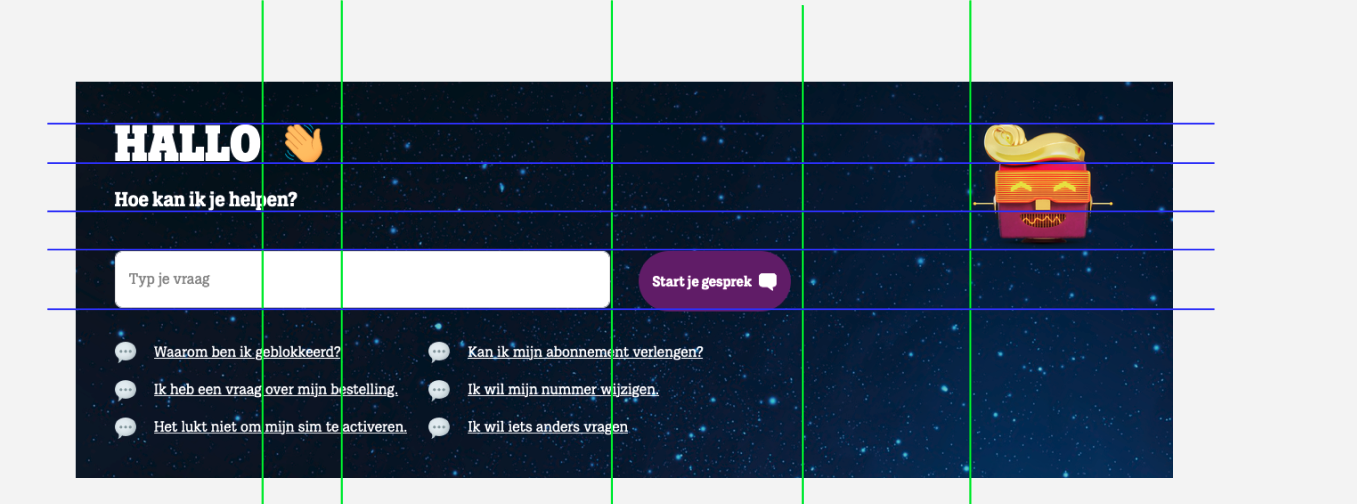 HALLO 👋
Hoe kan ik je helpen?
Typ je vraag
Start je gesprek
Waarom ben ik geblokkeerd?
Kan ik mijn abonnement verlengen?
Ik heb een vraag over mijn bestelling.
Ik wil mijn nummer wijzigen.
Het lukt niet om mijn sim te activeren.
Ik wil iets anders vragen